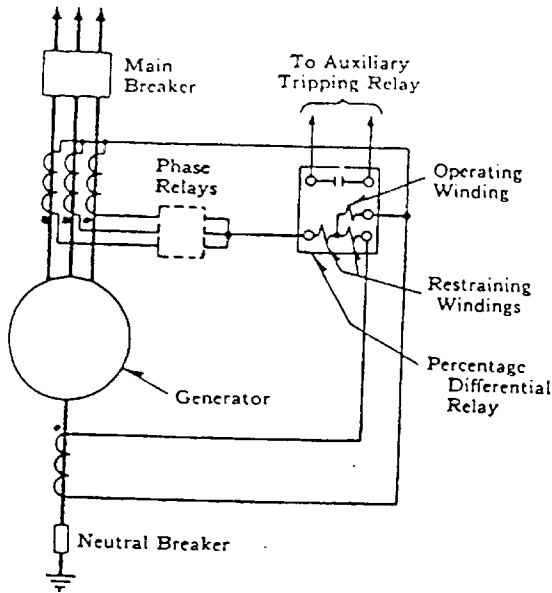 Main
Breaker
To Auxiliary
Tripping Relay
Phase
Relays
Operating
Winding
Restraining
Windings
Percentage
Differential
Relay
Generator
Neutral Breaker